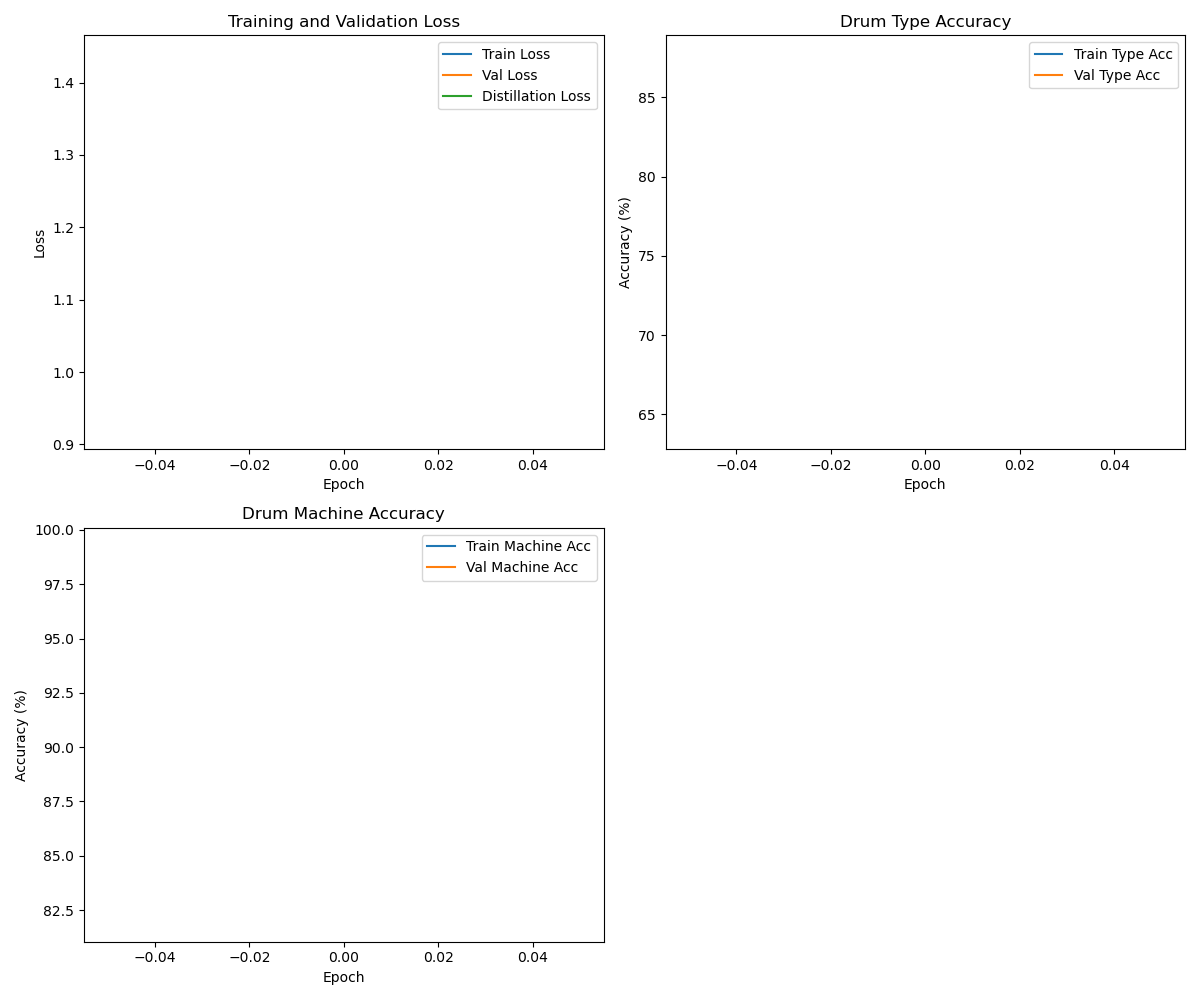 Training and Validation Loss
Train Loss
Val Loss
Distillation Loss
1.4
1.3
1.2
1.1
1.0
0.9
Loss
−0.04 −0.02 0.00 0.02 0.04
Epoch
Drum Type Accuracy
Train Type Acc
Val Type Acc
85
80
75
70
65
Accuracy (%)
−0.04 −0.02 0.00 0.02 0.04
Epoch
Drum Machine Accuracy
Train Machine Acc
Val Machine Acc
100.0
97.5
95.0
92.5
90.0
87.5
85.0
82.5
Accuracy (%)
−0.04 −0.02 0.00 0.02 0.04
Epoch